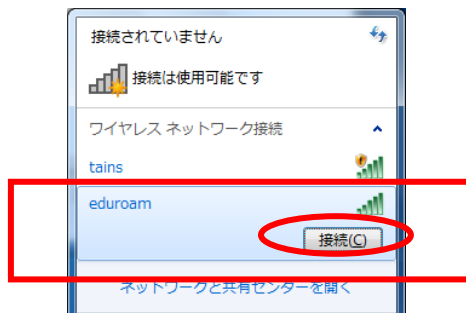 接続されていません
接続は使用可能です
ワイヤレス ネットワーク接続
tains
eduroam
接続(C)
ネットワークと共有センターを開く